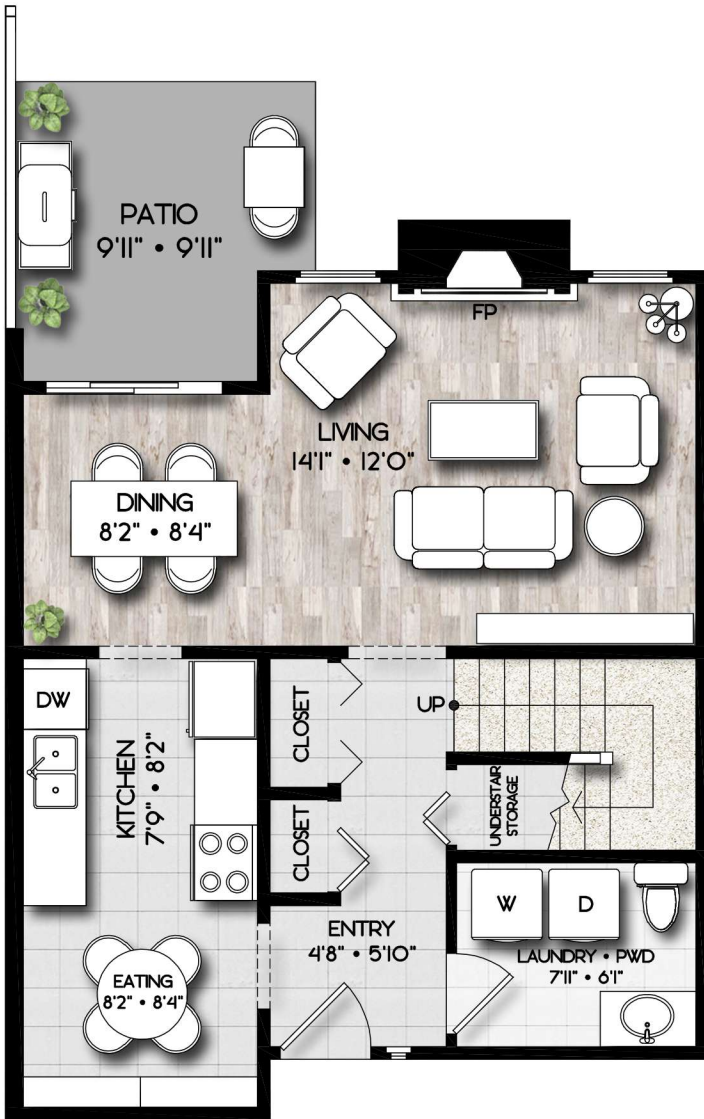 PATIO
9'11" • 9'11"
FP
LIVING
14'1" • 12'0"
DINING
8'2" • 8'4"
DW
KITCHEN
7'9" • 8'2"
CLOSET
UP
CLOSET
UNDERSTAIR
STORAGE
W
D
ENTRY
4'8" • 5'10"
LAUNDRY • PWD
7'11" • 6'1"
EATING
8'2" • 8'4"